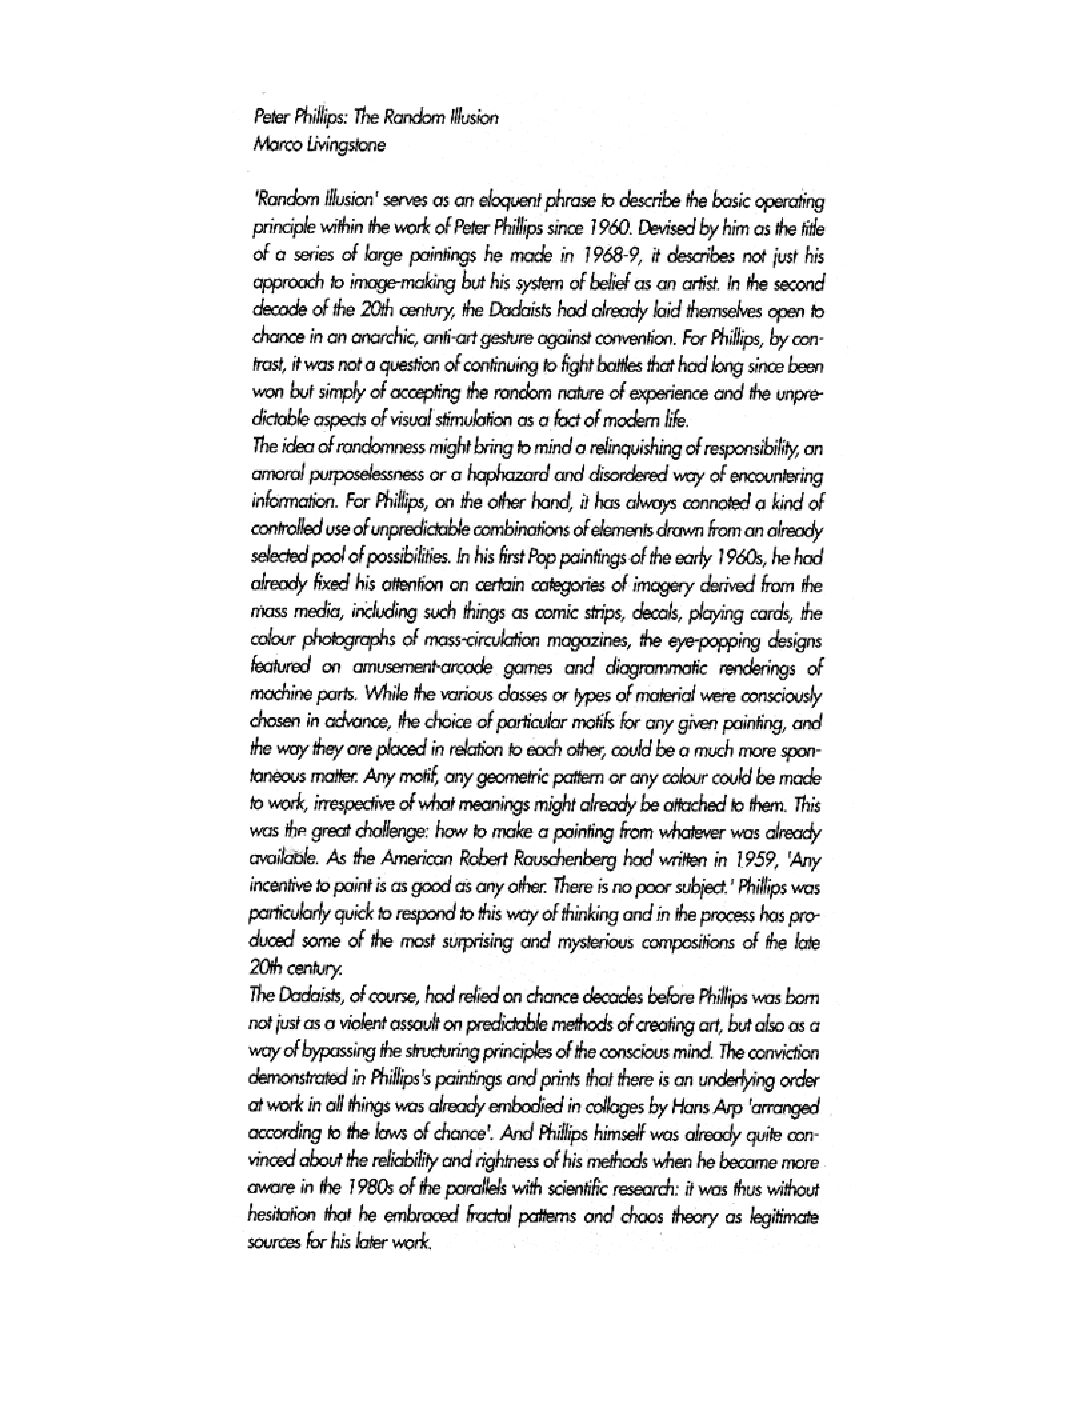 Peter Phillips: The Random Illusion
Marco Livingstone
'Random Illusion' serves as an eloquent phrase to describe the basic operating
principle within the work of Peter Phillips since 1960. Devised by him as the title
of a series of large paintings he made in 1968-9, it describes not just his
approach to image-making but his system of belief as an artist. In the second
decade of the 20th century, the Dadaists had already laid themselves open to
chance in an anarchic, anti-art gesture against convention. For Phillips, by con-
trast, it was not a question of continuing to fight battles that had long since been
won but simply of accepting the random nature of experience and the unpre-
dictable aspects of visual stimulation as a fact of modern life.
The idea of randomness might bring to mind a relinquishing of responsibility, an
amoral purposelessness or a haphazard and disordered way of encountering
information. For Phillips, on the other hand, it has always connoted a kind of
controlled use of unpredictable combinations of elements drawn from an already
selected pool of possibilities. In his first Pop paintings of the early 1960s, he had
already fixed his attention on certain categories of imagery derived from the
mass media, including such things as comic strips, decals, playing cards, the
colour photographs of mass-circulation magazines, the eye-popping designs
featured on amusement-arcade games and diagrammatic renderings of
machine parts. While the various classes or types of material were consciously
chosen in advance, the choice of particular motifs for any given painting, and
the way they are placed in relation to each other, could be a much more spon-
taneous matter. Any motif, any geometric pattern or any colour could be made
to work, irrespective of what meanings might already be attached to them. This
was the great challenge: how to make a painting from whatever was already
available. As the American Robert Rauschenberg had written in 1959, 'Any
incentive to paint is as good as any other. There is no poor subject.' Phillips was
particularly quick to respond to this way of thinking and in the process has pro-
duced some of the most surprising and mysterious compositions of the late
20th century.
The Dadaists, of course, had relied on chance decades before Phillips was born
not just as a violent assault on predictable methods of creating art, but also as a
way of bypassing the structuring principles of the conscious mind. The conviction
demonstrated in Phillips's paintings and prints that there is an underlying order
at work in all things was already embodied in collages by Hans Arp 'arranged
according to the laws of chance'. And Phillips himself was already quite con-
vinced about the reliability and rightness of his methods when he became more
aware in the 1980s of the parallels with scientific research: it was thus without
hesitation that he embraced fractal patterns and chaos theory as legitimate
sources for his later work.